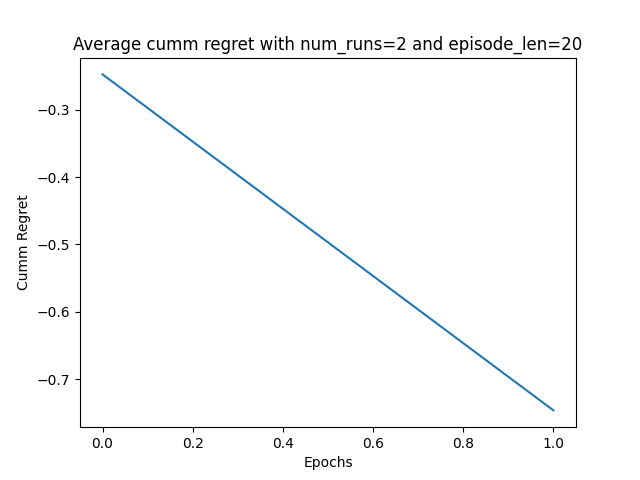 Average cumm regret with num_runs=2 and episode_len=20
−0.3
−0.4
−0.5
−0.6
−0.7
Cumm Regret
0.0 0.2 0.4 0.6 0.8 1.0
Epochs